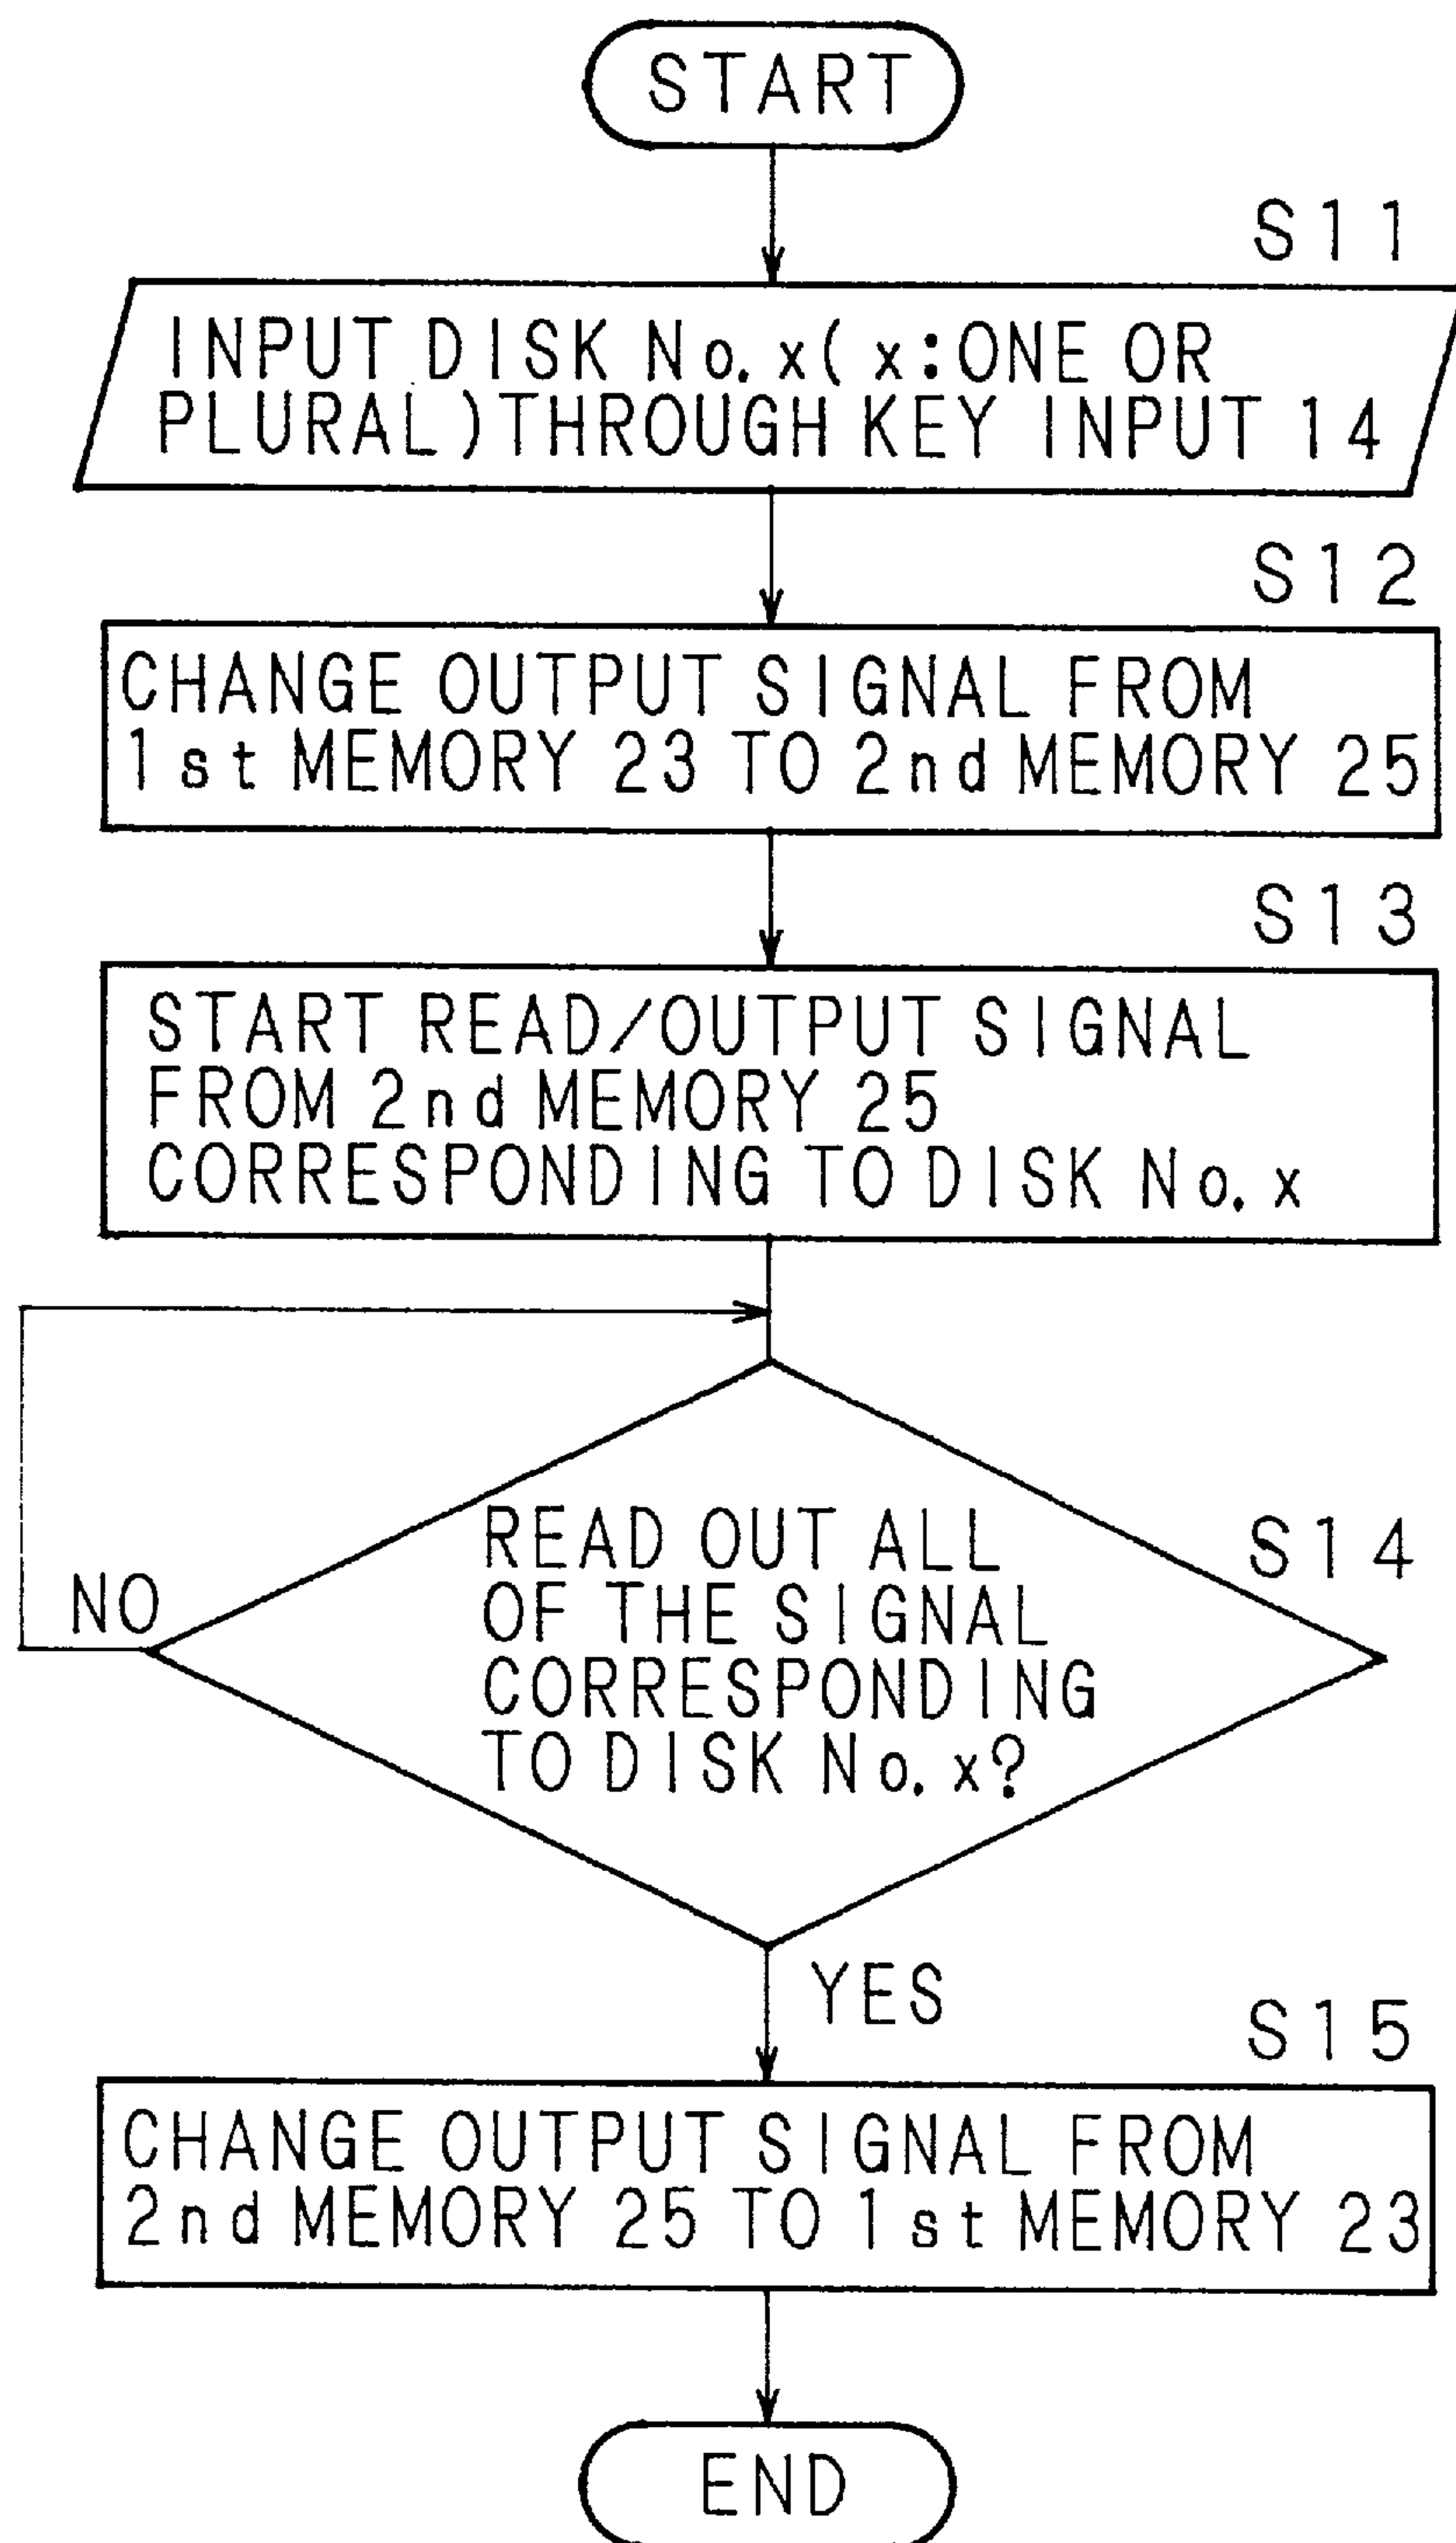 START
S11
INPUT DISK No. x( x:ONE OR
PLURAL)THROUGH KEY INPUT 14
S12
CHANGE OUTPUT SIGNAL FROM
1st MEMORY 23 TO 2nd MEMORY 25
S13
START READ/OUTPUT SIGNAL
FROM 2nd MEMORY 25
CORRESPONDING TO DISK No. x
S14
READ OUT ALL
OF THE SIGNAL
CORRESPONDING
TO DISK No. x?
NO
YES
S15
CHANGE OUTPUT SIGNAL FROM
2nd MEMORY 25 TO 1st MEMORY 23
END